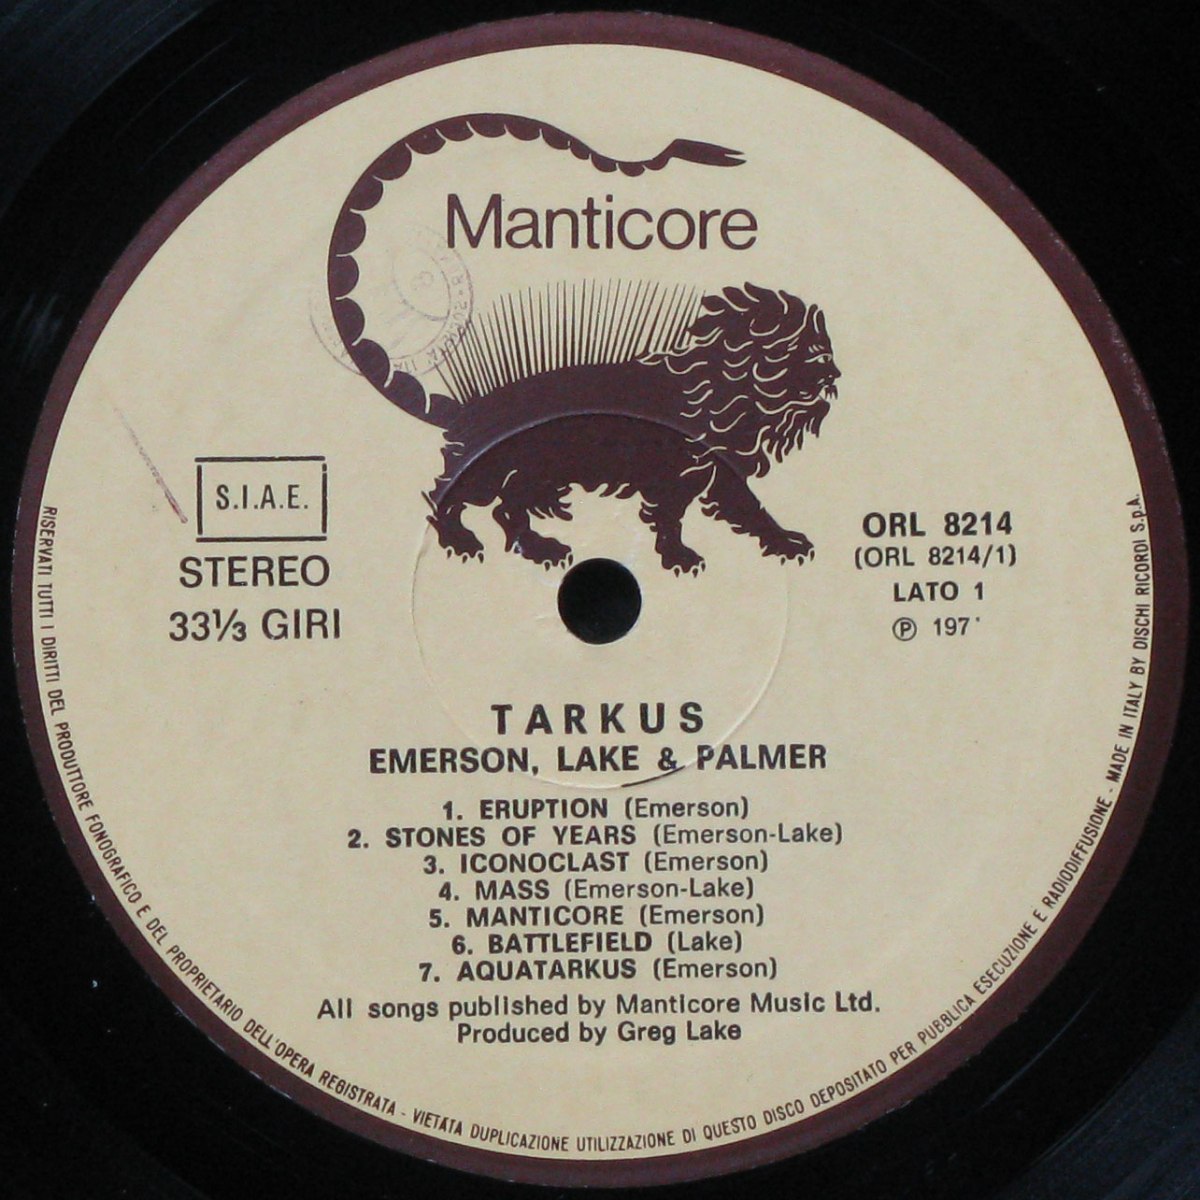 Manticore
S.I.A.E.
STEREO
33⅓ GIRI
ORL 8214
(ORL 8214/1)
LATO 1
℗ 197
TARKUS
EMERSON, LAKE & PALMER
1. ERUPTION (Emerson)
2. STONES OF YEARS (Emerson-Lake)
3. ICONOCLAST (Emerson)
4. MASS (Emerson-Lake)
5. MANTICORE (Emerson)
6. BATTLEFIELD (Lake)
7. AQUATARKUS (Emerson)
All songs published by Manticore Music Ltd.
Produced by Greg Lake
RISERVATI TUTTI I DIRITTI DEL PRODUTTORE FONOGRAFICO E DEL PROPRIETARIO DELL'OPERA REGISTRATA - VIETATA DUPLICAZIONE UTILIZZAZIONE DI QUESTO DISCO DEPOSITATO PER PUBBLICA ESECUZIONE E RADIODIFFUSIONE - MADE IN ITALY BY DISCHI RICORDI S.p.A.